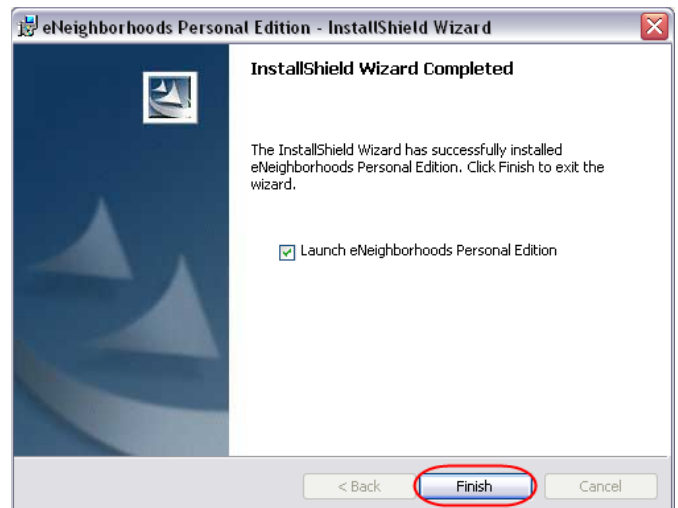 eNeighborhoods Personal Edition - InstallShield Wizard
InstallShield Wizard Completed
The InstallShield Wizard has successfully installed
eNeighborhoods Personal Edition. Click Finish to exit the
wizard.
Launch eNeighborhoods Personal Edition
< Back Finish Cancel